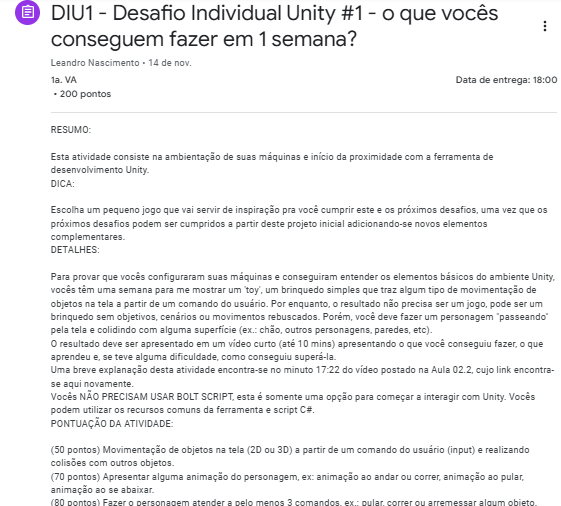 DIU1 - Desafio Individual Unity #1 - o que vocês
conseguem fazer em 1 semana?
Leandro Nascimento • 14 de nov.
1a. VA
Data de entrega: 18:00
• 200 pontos
RESUMO:
Esta atividade consiste na ambientação de suas máquinas e início da proximidade com a ferramenta de
desenvolvimento Unity.
DICA:
Escolha um pequeno jogo que vai servir de inspiração pra você cumprir este e os próximos desafios, uma vez que os
próximos desafios podem ser cumpridos a partir deste projeto inicial adicionando-se novos elementos
complementares.
DETALHES:
Para provar que vocês configuraram suas máquinas e conseguiram entender os elementos básicos do ambiente Unity,
vocês têm uma semana para me mostrar um 'toy', um brinquedo simples que traz algum tipo de movimentação de
objetos na tela a partir de um comando do usuário. Por enquanto, o resultado não precisa ser um jogo, pode ser um
brinquedo sem objetivos, cenários ou movimentos rebuscados. Porém, você deve fazer um personagem "passeando"
pela tela e colidindo com alguma superfície (ex.: chão, outros personagens, paredes, etc).
O resultado deve ser apresentado em um vídeo curto (até 10 mins) apresentando o que você conseguiu fazer, o que
aprendeu e, se teve alguma dificuldade, como conseguiu superá-la.
Uma breve explanação desta atividade encontra-se no minuto 17:22 do vídeo postado na Aula 02.2, cujo link encontra-
se aqui novamente.
Vocês NÃO PRECISAM USAR BOLT SCRIPT, esta é somente uma opção para começar a interagir com Unity. Vocês
podem utilizar os recursos comuns da ferramenta e script C#.
PONTUAÇÃO DA ATIVIDADE:
(50 pontos) Movimentação de objetos na tela (2D ou 3D) a partir de um comando do usuário (input) e realizando
colisões com outros objetos.
(70 pontos) Apresentar alguma animação do personagem, ex: animação ao andar ou correr, animação ao pular,
animação ao se abaixar.
(80 pontos) Fazer o personagem atender a pelo menos 3 comandos, ex.: pular, correr ou arremessar algum objeto.